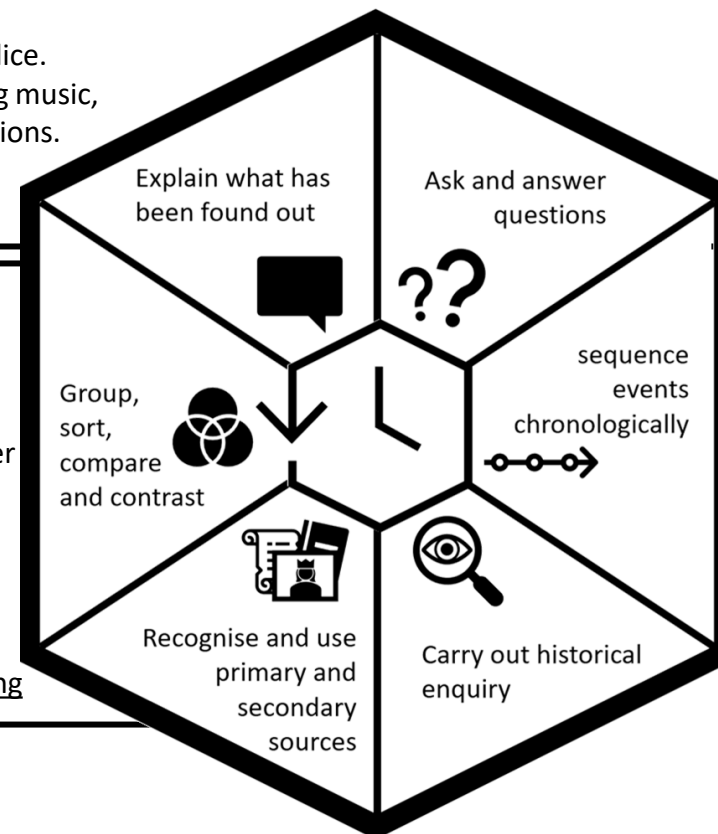 lice.
g music,
ions.
Explain what has
been found out
Ask and answer
questions
sequence
events
chronologically
Group,
sort,
compare
and contrast
er
Recognise and use
primary and
secondary
sources
Carry out historical
enquiry
ng